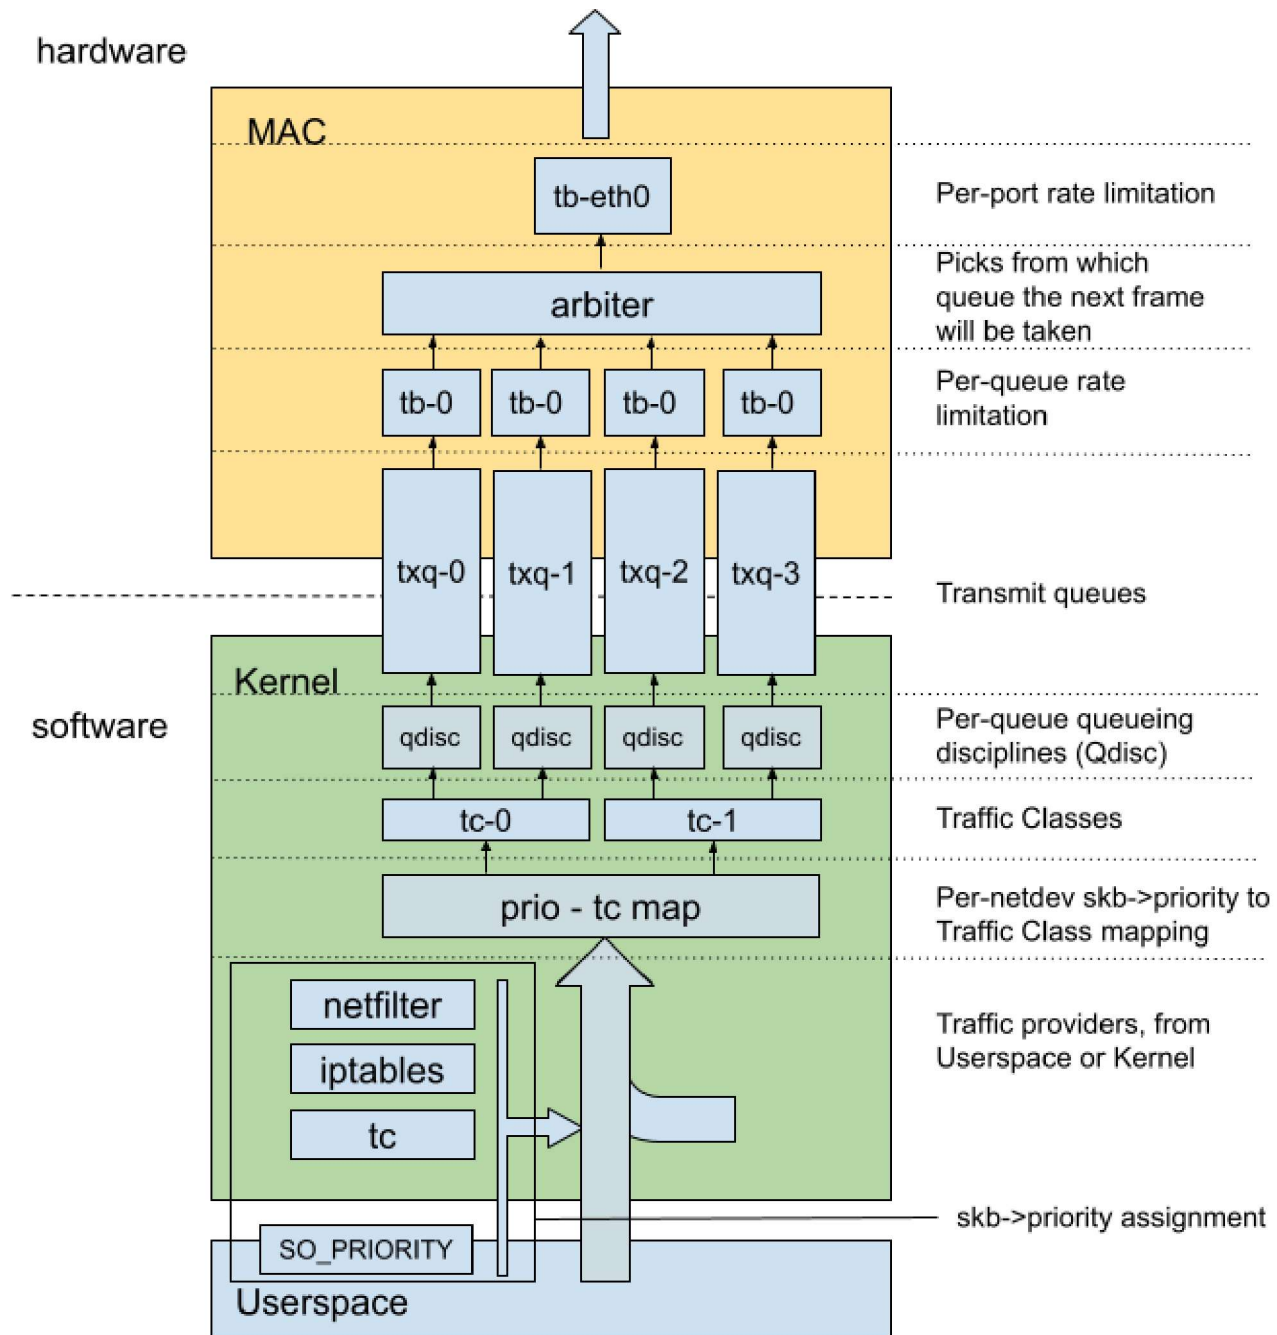 hardware
MAC
tb-eth0
Per-port rate limitation
arbiter
Picks from which
queue the next frame
will be taken
tb-0 tb-0 tb-0 tb-0
Per-queue rate
limitation
txq-0 txq-1 txq-2 txq-3
Transmit queues
Kernel
software
qdisc qdisc qdisc qdisc
Per-queue queueing
disciplines (Qdisc)
tc-0 tc-1
Traffic Classes
prio - tc map
Per-netdev skb->priority to
Traffic Class mapping
netfilter
iptables
tc
Traffic providers, from
Userspace or Kernel
skb->priority assignment
SO_PRIORITY
Userspace